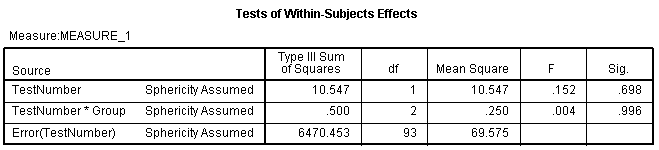 Tests of Within-Subjects Effects
Measure:MEASURE_1
Source Type III Sum of Squares df Mean Square F Sig.
TestNumber Sphericity Assumed 10.547 1 10.547 .152 .698
TestNumber * Group Sphericity Assumed .500 2 .250 .004 .996
Error(TestNumber) Sphericity Assumed 6470.453 93 69.575